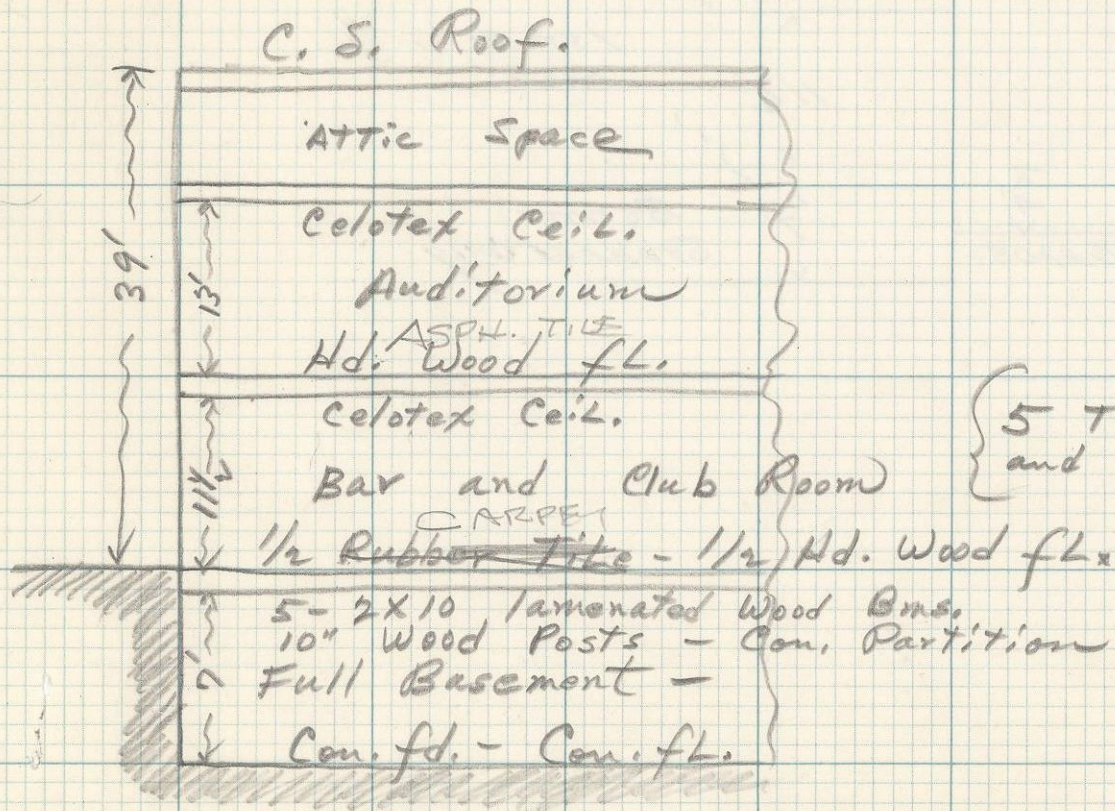 C. S. Roof.
Attic Space
39'
Celotex Ceil.
13'
Auditorium
ASPH. TILE
Hd. Wood fL.
Celotex Ceil.
11½'
Bar and Club Room
{ 5 T
and
CARPET
1/2 Rubber Tile - 1/2 Hd. Wood fL.
5 - 2x10 lamenated Wood Bms.
10" Wood Posts - Con. Partition
7'
Full Basement -
Con. fd. - Con. fL.